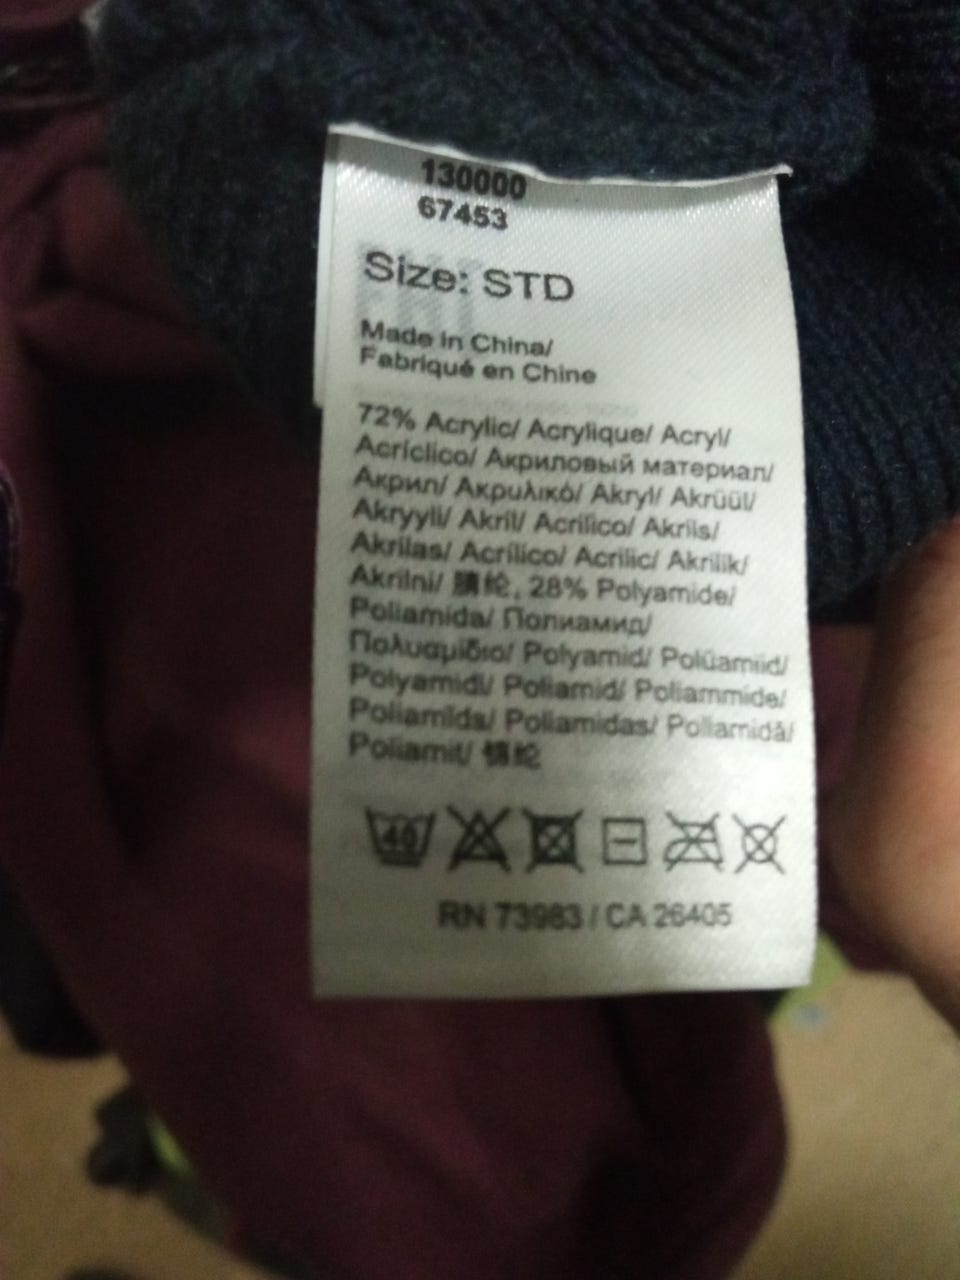 130000
67453
Size: STD
Made in China/
Fabriqué en Chine
72% Acrylic/ Acrylique/ Acryl/
Acríclico/ Акриловый материал/
Акрил/ Ακρυλικό/ Akryl/ Akrüül/
Akryyli/ Akril/ Acrilico/ Akrils/
Akrilas/ Acrílico/ Acrilic/ Akrilik/
Akrilni/ 腈纶, 28% Polyamide/
Poliamida/ Полиамид/
Πολυαμίδιο/ Polyamid/ Polüamiid/
Polyamidi/ Poliamid/ Poliammide/
Poliamīds/ Poliamidas/ Poliamidă/
Poliamit/ 锦纶
40
RN 73983 / CA 26405